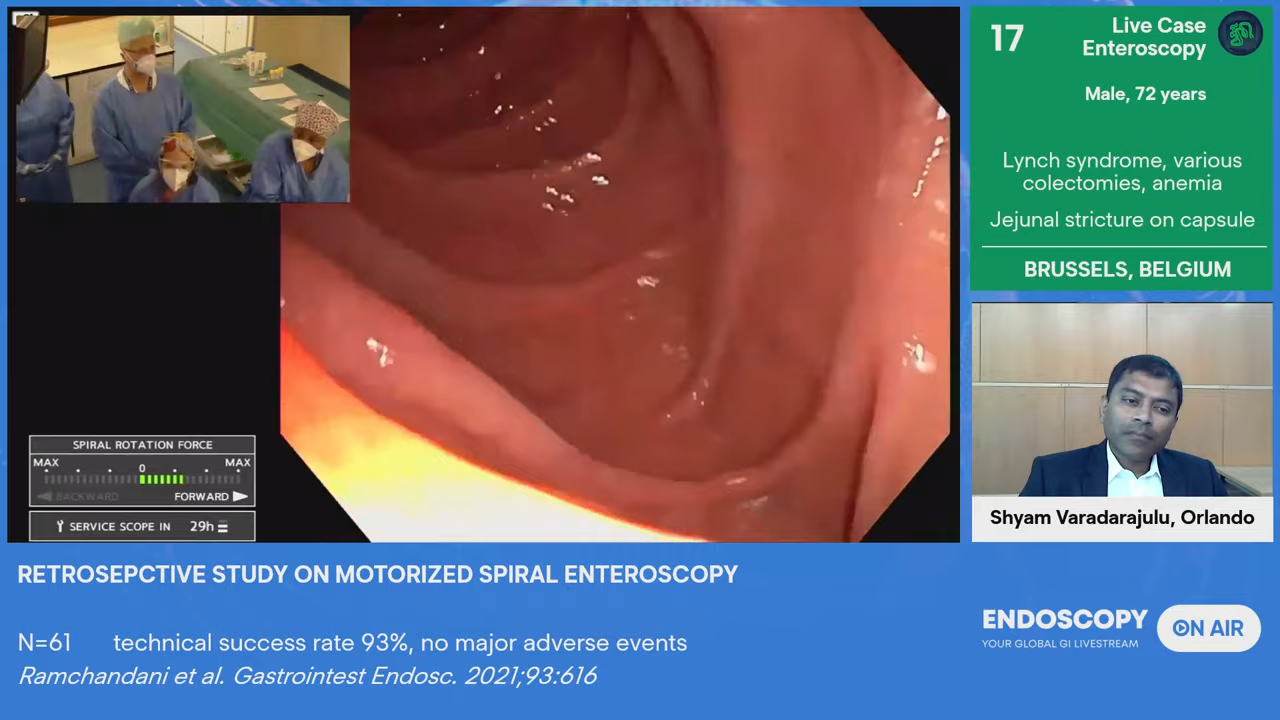 17
Live Case
Enteroscopy
Male, 72 years
Lynch syndrome, various
colectomies, anemia
Jejunal stricture on capsule
BRUSSELS, BELGIUM
SPIRAL ROTATION FORCE
MAX 0 MAX
BACKWARD FORWARD
SERVICE SCOPE IN 29h
Shyam Varadarajulu, Orlando
RETROSEPCTIVE STUDY ON MOTORIZED SPIRAL ENTEROSCOPY
N=61 technical success rate 93%, no major adverse events
Ramchandani et al. Gastrointest Endosc. 2021;93:616
ENDOSCOPY ON AIR
YOUR GLOBAL GI LIVESTREAM